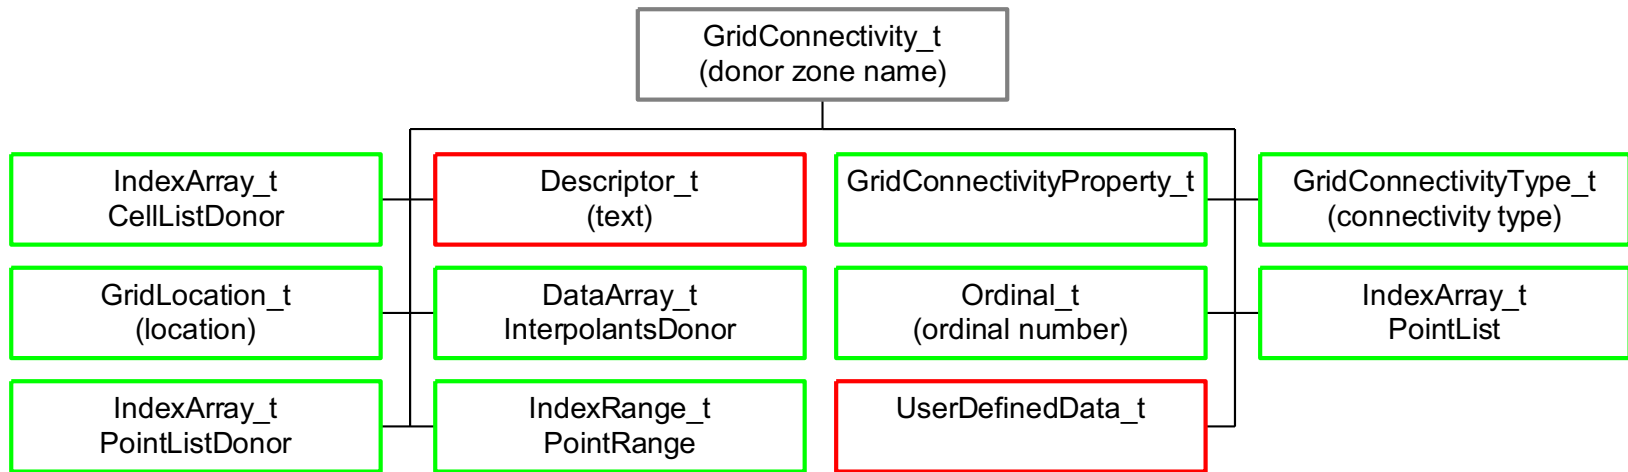 GridConnectivity_t
(donor zone name)
IndexArray_t
CellListDonor
Descriptor_t
(text)
GridConnectivityProperty_t
GridConnectivityType_t
(connectivity type)
GridLocation_t
(location)
DataArray_t
InterpolantsDonor
Ordinal_t
(ordinal number)
IndexArray_t
PointList
IndexArray_t
PointListDonor
IndexRange_t
PointRange
UserDefinedData_t